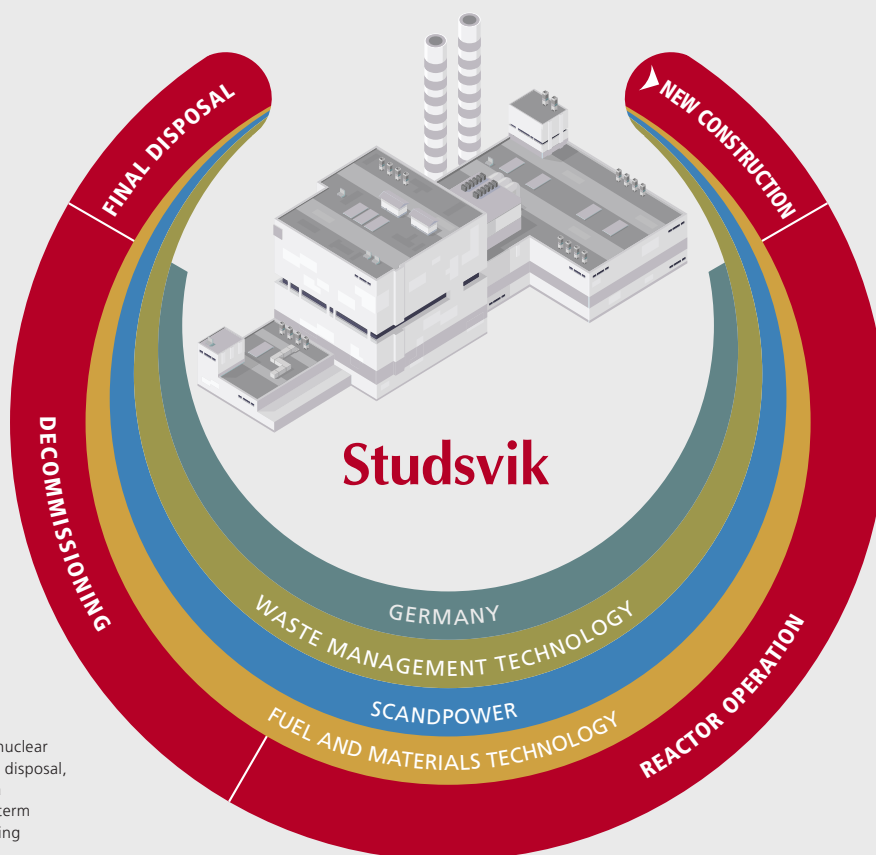 NEW CONSTRUCTION
REACTOR OPERATION
DECOMMISSIONING
FINAL DISPOSAL
Studsvik
GERMANY
WASTE MANAGEMENT TECHNOLOGY
SCANDPOWER
FUEL AND MATERIALS TECHNOLOGY
nuclear
disposal,
term
ing